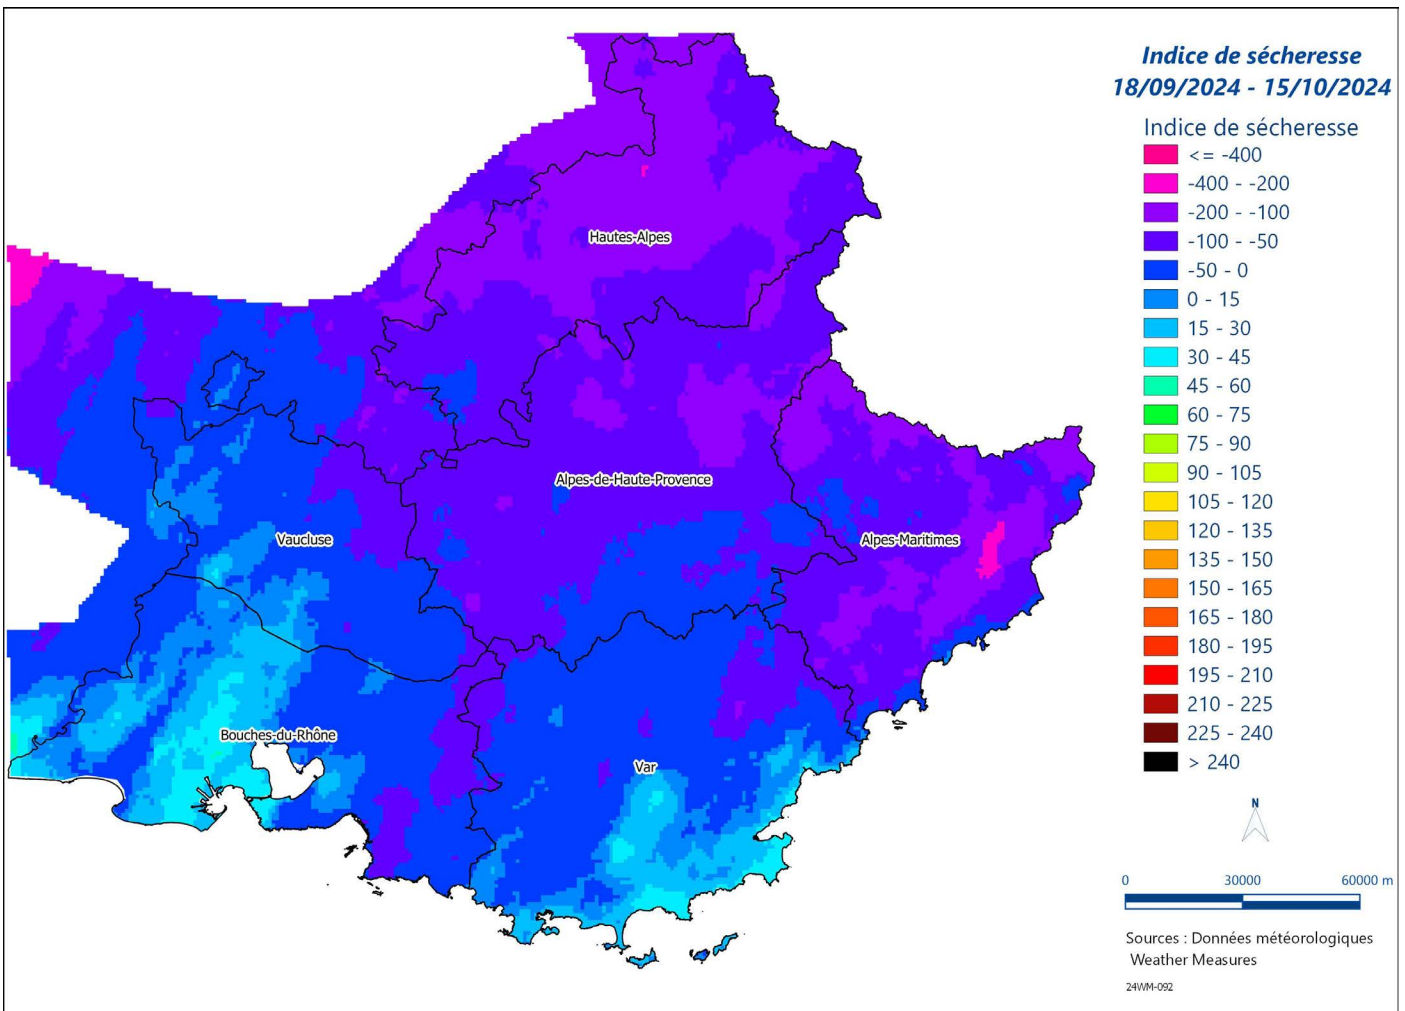 Indice de sécheresse
18/09/2024 - 15/10/2024
Indice de sécheresse
<= -400
-400 - -200
-200 - -100
-100 - -50
-50 - 0
0 - 15
15 - 30
30 - 45
45 - 60
60 - 75
75 - 90
90 - 105
105 - 120
120 - 135
135 - 150
150 - 165
165 - 180
180 - 195
195 - 210
210 - 225
225 - 240
> 240
Hautes-Alpes
Alpes-de-Haute-Provence
Vaucluse
Alpes-Maritimes
Bouches-du-Rhône
Var
N
0 30000 60000 m
Sources : Données météorologiques
Weather Measures
24WM-092